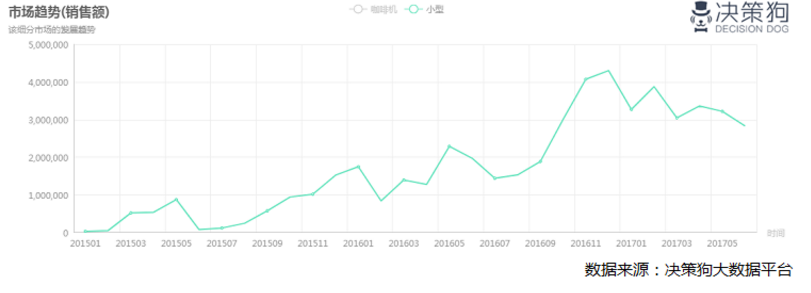 市场趋势(销售额)
咖啡机 小型
决策狗
DECISION DOG
该细分市场的发展趋势
5,000,000
4,000,000
3,000,000
2,000,000
1,000,000
0
201501 201503 201505 201507 201509 201511 201601 201603 201605 201607 201609 201611 201701 201703 201705
时间
数据来源：决策狗大数据平台